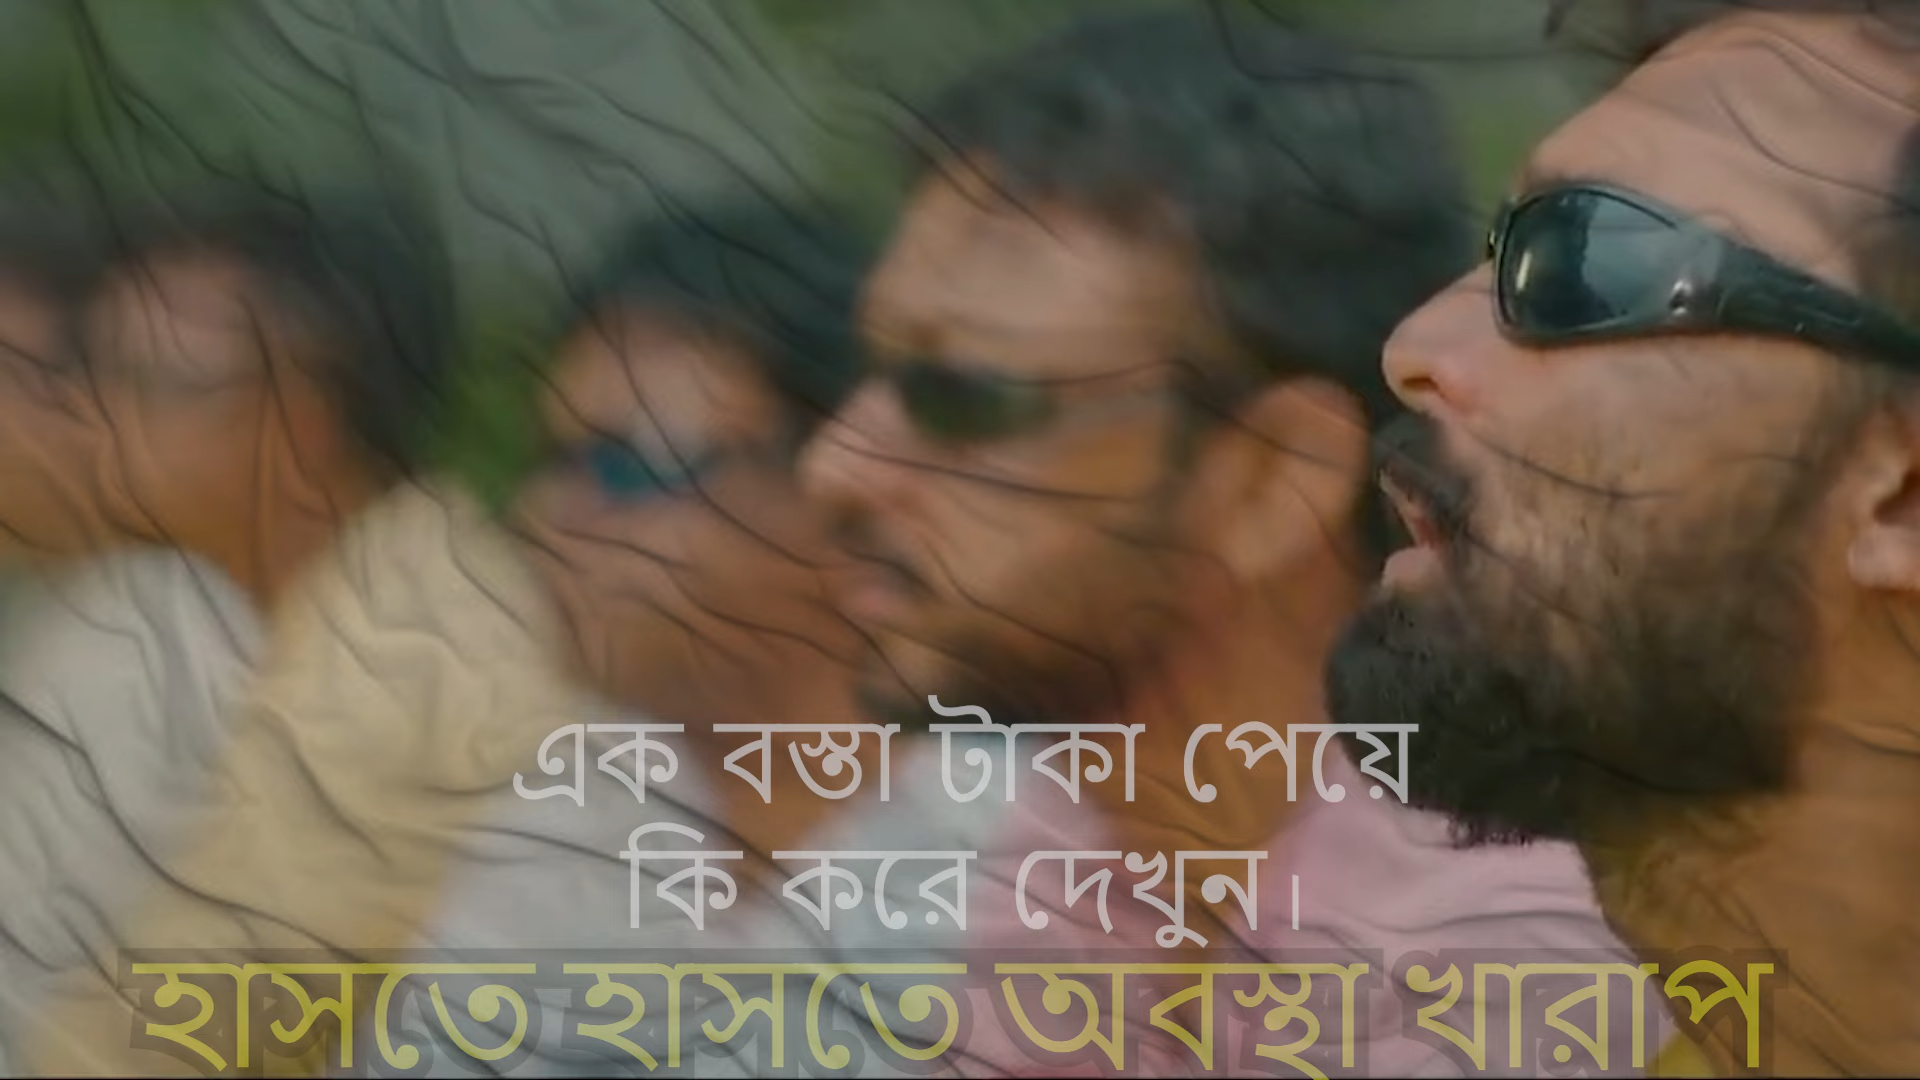 এক বস্তা টাকা পেয়ে
কি করে দেখুন।
হাসতে হাসতে অবস্থা খারাপ